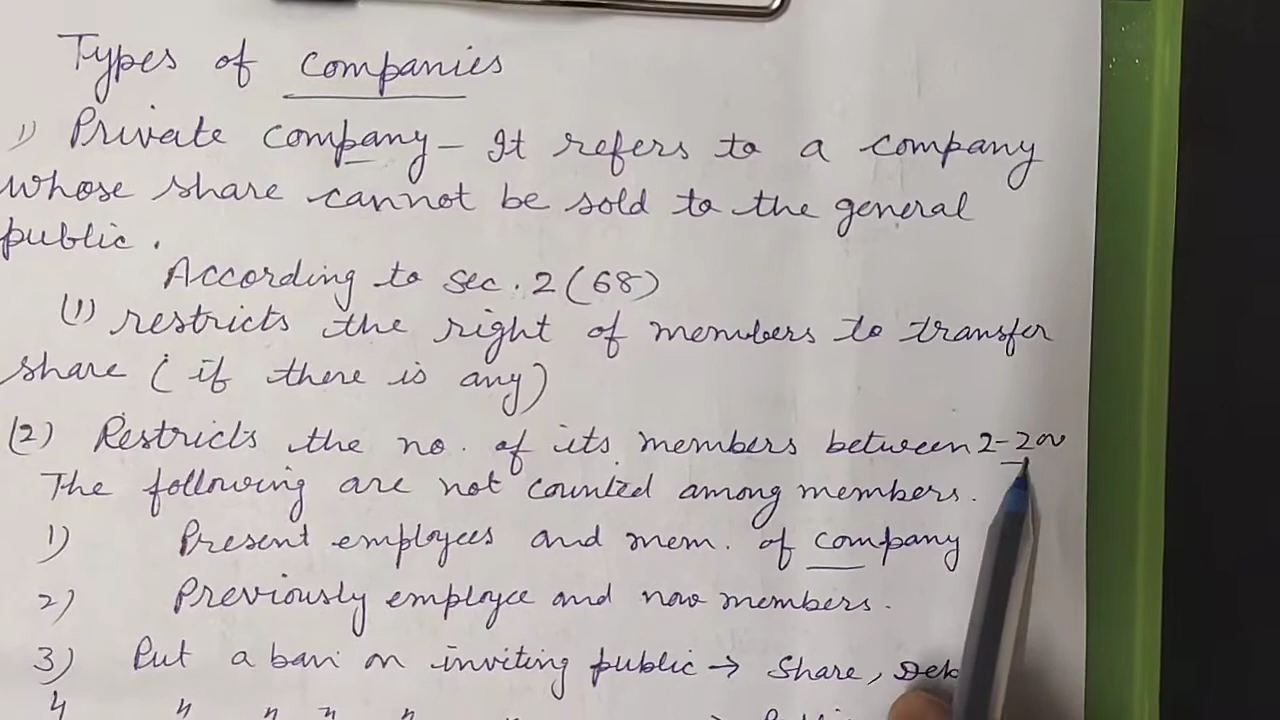 Types of companies
1) Private company - It refers to a company
whose share cannot be sold to the general
public.
According to sec. 2(68)
(1) restricts the right of members to transfer
share (if there is any)
(2) Restricts the no. of its members between 2-200
The following are not counted among members.
1) Present employees and mem. of company
2) Previously employee and now members.
3) Put a ban on inviting public → Share, Deb
4 " " " "